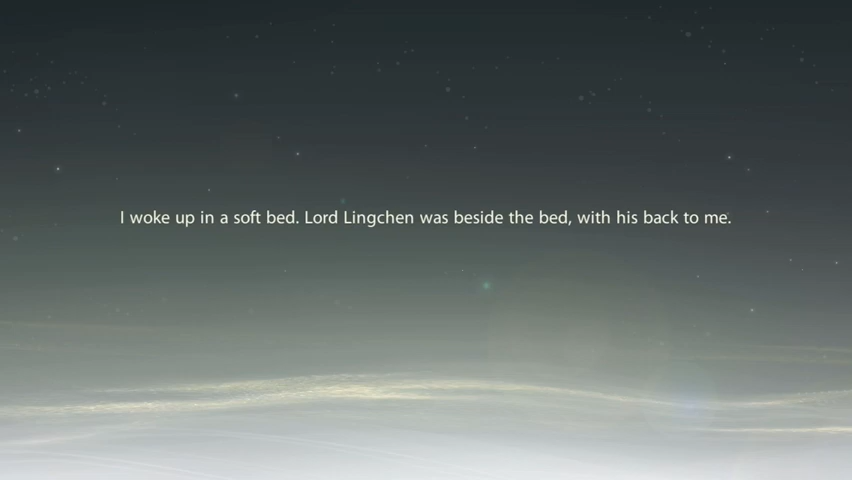 I woke up in a soft bed. Lord Lingchen was beside the bed, with his back to me.